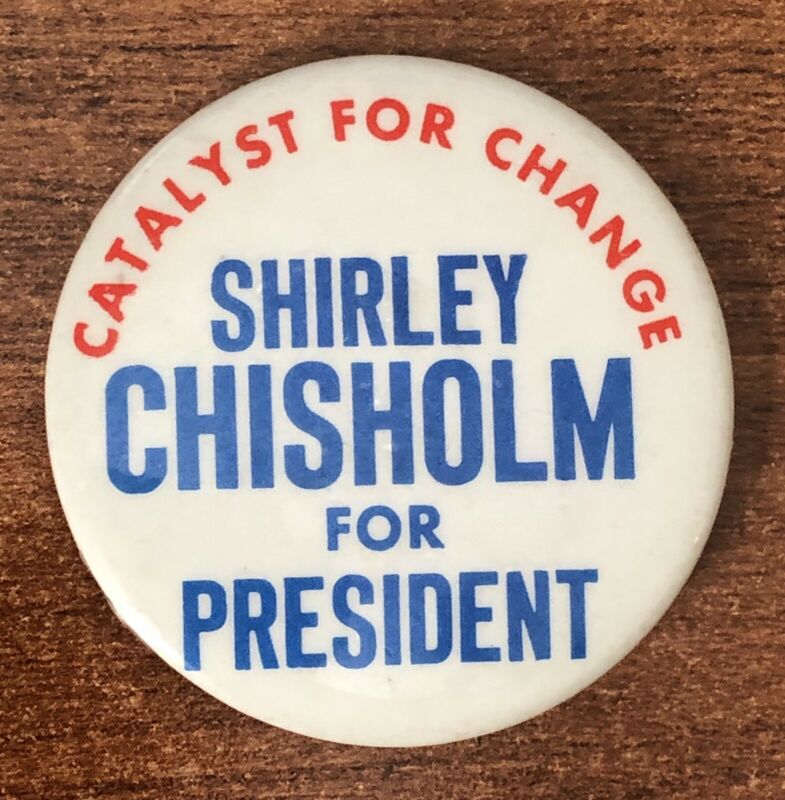 CATALYST FOR CHANGE
SHIRLEY
CHISHOLM
FOR
PRESIDENT